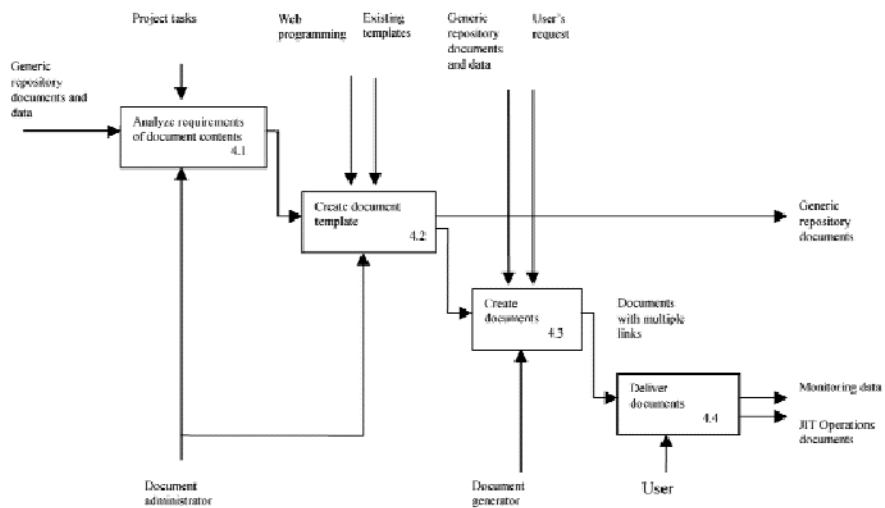 Project tasks
Web
programming
Existing
templates
Generic
repository
documents
and data
User's
request
Generic
repository
documents and
data
Analyze requirements
of document contents
4.1
Create document
template
4.2
Generic
repository
documents
Create
documents
4.3
Documents
with multiple
links
Deliver
documents
4.4
Monitoring data
JIT Operations
documents
Document
administrator
Document
generator
User